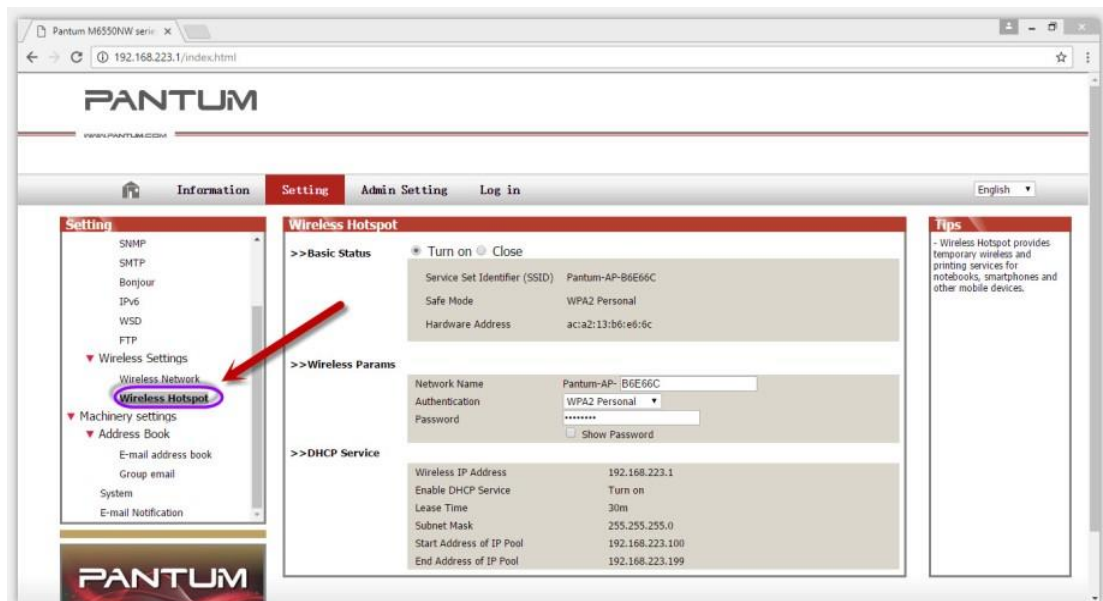 Pantum M6550NW serie
192.168.223.1/index.html
PANTUM
WWW.PANTUM.COM
Information Setting Admin Setting Log in English
Setting
SNMP
SMTP
Bonjour
IPv6
WSD
FTP
Wireless Settings
Wireless Network
Wireless Hotspot
Machinery settings
Address Book
E-mail address book
Group email
System
E-mail Notification
PANTUM
Wireless Hotspot
>>Basic Status Turn on Close
Service Set Identifier (SSID) Pantum-AP-B6E66C
Safe Mode WPA2 Personal
Hardware Address ac:a2:13:b6:e6:6c
>>Wireless Params
Network Name Pantum-AP- B6E66C
Authentication WPA2 Personal
Password ••••••••
Show Password
>>DHCP Service
Wireless IP Address 192.168.223.1
Enable DHCP Service Turn on
Lease Time 30m
Subnet Mask 255.255.255.0
Start Address of IP Pool 192.168.223.100
End Address of IP Pool 192.168.223.199
Tips
- Wireless Hotspot provides
temporary wireless and
printing services for
notebooks, smartphones and
other mobile devices.